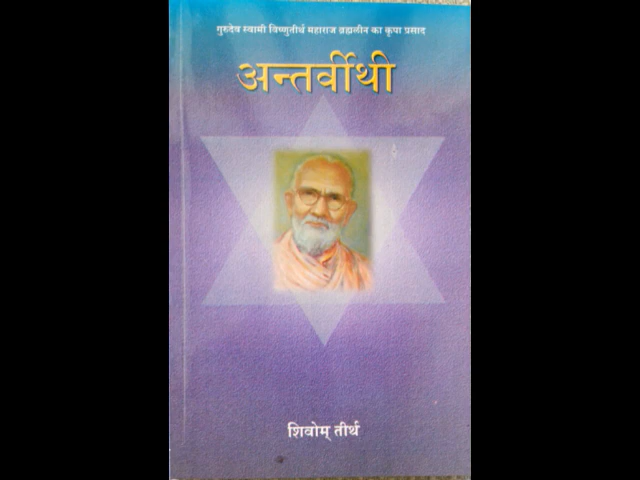 गुरुदेव स्वामी विष्णुतीर्थ महाराज ब्रह्मलीन का कृपा प्रसाद
अन्तर्वीथी
शिवोम् तीर्थ